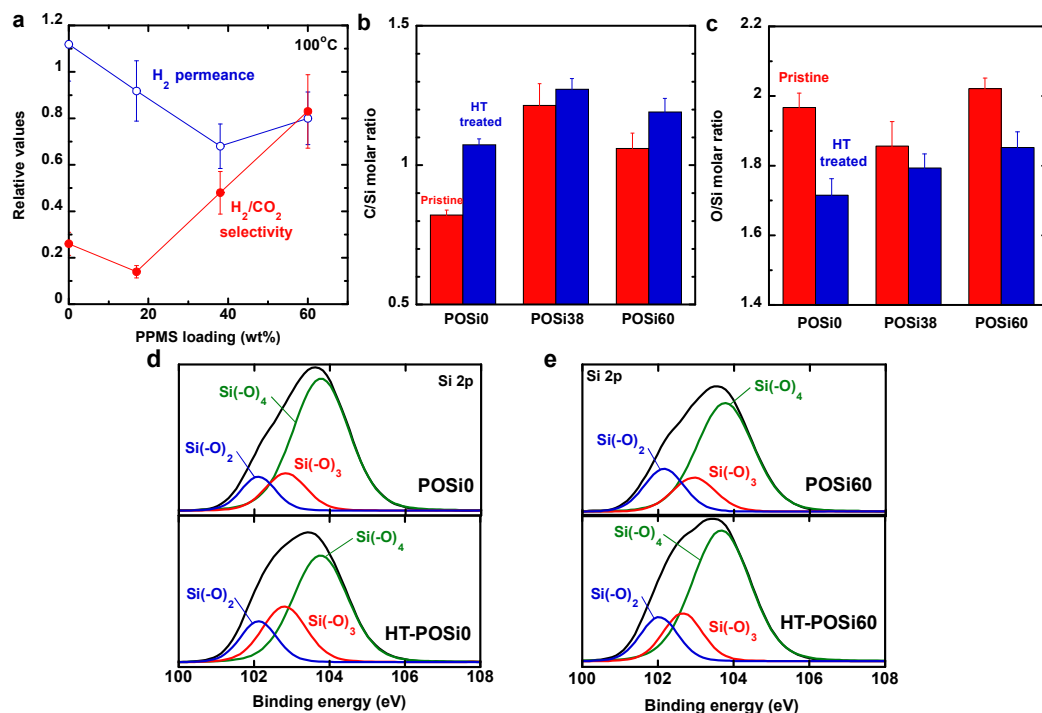 a
1.2
1
0.8
0.6
0.4
0.2
0
Relative values
100°C
H₂ permeance
H₂/CO₂
selectivity
0 20 40 60
PPMS loading (wt%)
b
1.5
1
0.5
C/Si molar ratio
HT
treated
Pristine
POSi0 POSi38 POSi60
c
2.2
2.0
1.8
1.6
1.4
O/Si molar ratio
Pristine
HT
treated
POSi0 POSi38 POSi60
d
Si 2p
Si(-O)₄
Si(-O)₂
Si(-O)₃
POSi0
Si(-O)₄
Si(-O)₂
Si(-O)₃
HT-POSi0
100 102 104 106 108
Binding energy (eV)
e
Si 2p
Si(-O)₄
Si(-O)₂
Si(-O)₃
POSi60
Si(-O)₄
Si(-O)₂
Si(-O)₃
HT-POSi60
100 102 104 106 108
Binding energy (eV)